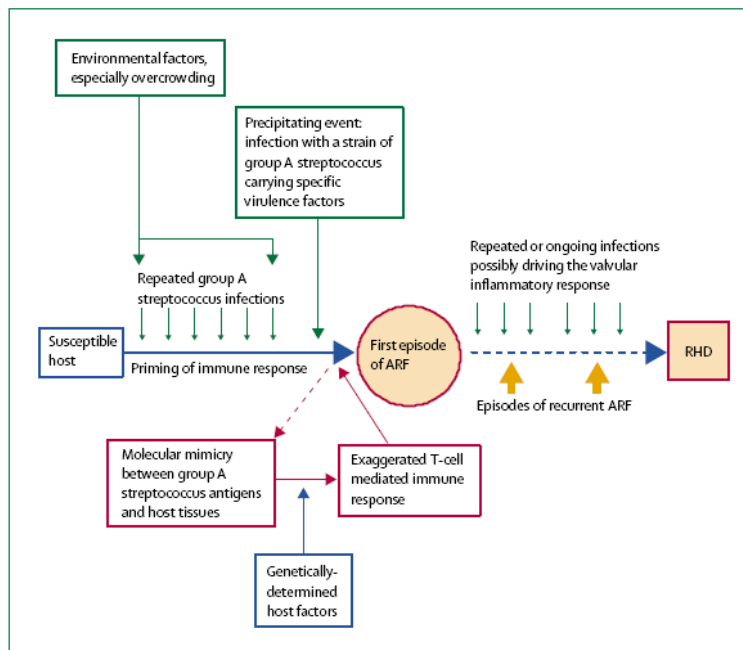 Environmental factors,
especially overcrowding
Precipitating event:
infection with a strain of
group A streptococcus
carrying specific
virulence factors
Repeated group A
streptococcus infections
Repeated or ongoing infections
possibly driving the valvular
inflammatory response
Susceptible
host
Priming of immune response
First episode
of ARF
RHD
Episodes of recurrent ARF
Molecular mimicry
between group A
streptococcus antigens
and host tissues
Exaggerated T-cell
mediated immune
response
Genetically-
determined
host factors